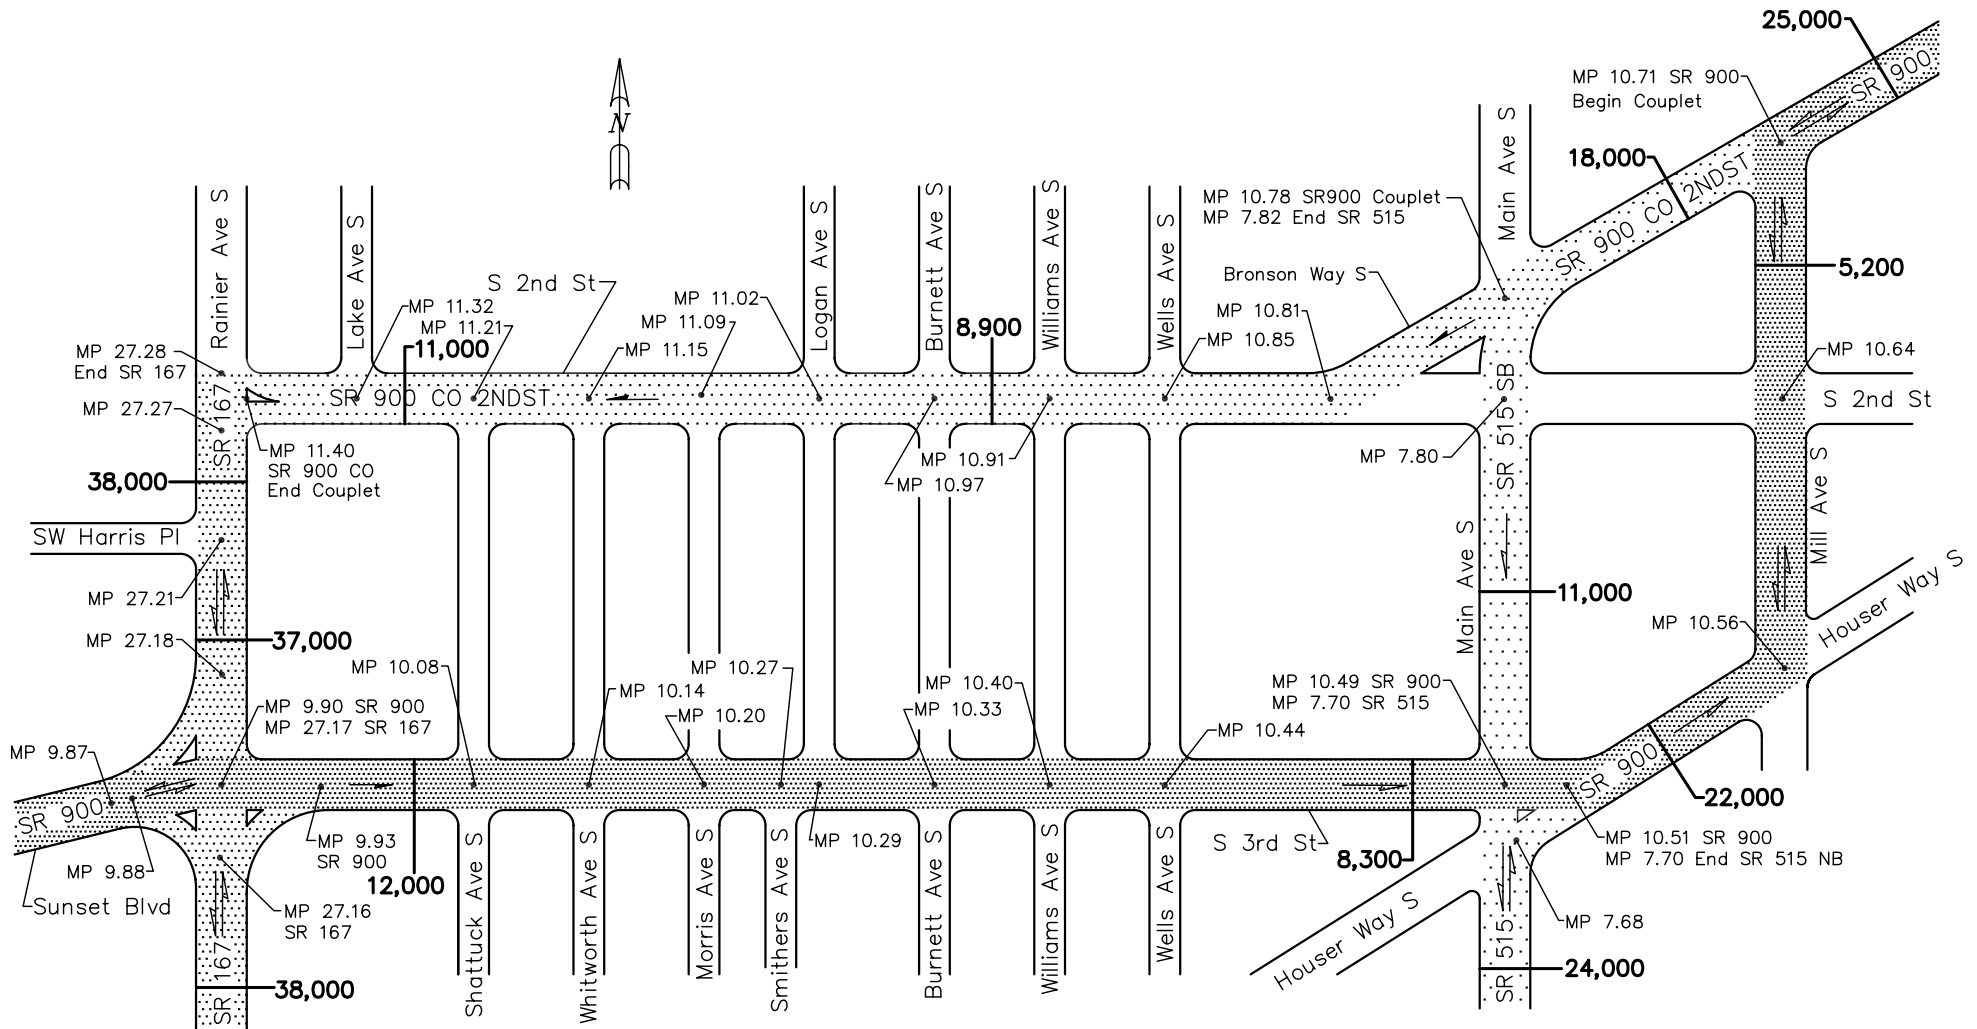 25,000
SR 900
MP 10.71 SR 900
Begin Couplet
18,000
SR 900 CO 2NDST
Main Ave S
N
MP 10.78 SR900 Couplet
MP 7.82 End SR 515
Bronson Way S
5,200
Rainier Ave S
Lake Ave S
Logan Ave S
Burnett Ave S
Williams Ave S
Wells Ave S
S 2nd St
MP 11.32
MP 11.21
11,000
MP 11.02
MP 11.09
MP 11.15
8,900
MP 10.81
MP 10.85
MP 10.64
MP 27.28
End SR 167
MP 27.27
SR 167
SR 900 CO 2NDST
S 2nd St
MP 11.40
SR 900 CO
End Couplet
38,000
MP 10.91
MP 10.97
MP 7.80
SR 515 SB
SW Harris Pl
Main Ave S
Mill Ave S
Houser Way S
MP 27.21
11,000
37,000
MP 27.18
MP 10.56
MP 10.08
MP 10.27
MP 10.14
MP 10.20
MP 10.40
MP 10.33
MP 10.49 SR 900
MP 7.70 SR 515
MP 9.90 SR 900
MP 27.17 SR 167
MP 10.44
MP 9.87
SR 900
SR 900
22,000
MP 9.93
SR 900
MP 10.29
S 3rd St
8,300
MP 10.51 SR 900
MP 7.70 End SR 515 NB
MP 9.88
12,000
Sunset Blvd
MP 27.16
SR 167
MP 7.68
SR 167
38,000
Shattuck Ave S
Whitworth Ave S
Morris Ave S
Smithers Ave S
Burnett Ave S
Williams Ave S
Wells Ave S
Houser Way S
SR 515
24,000